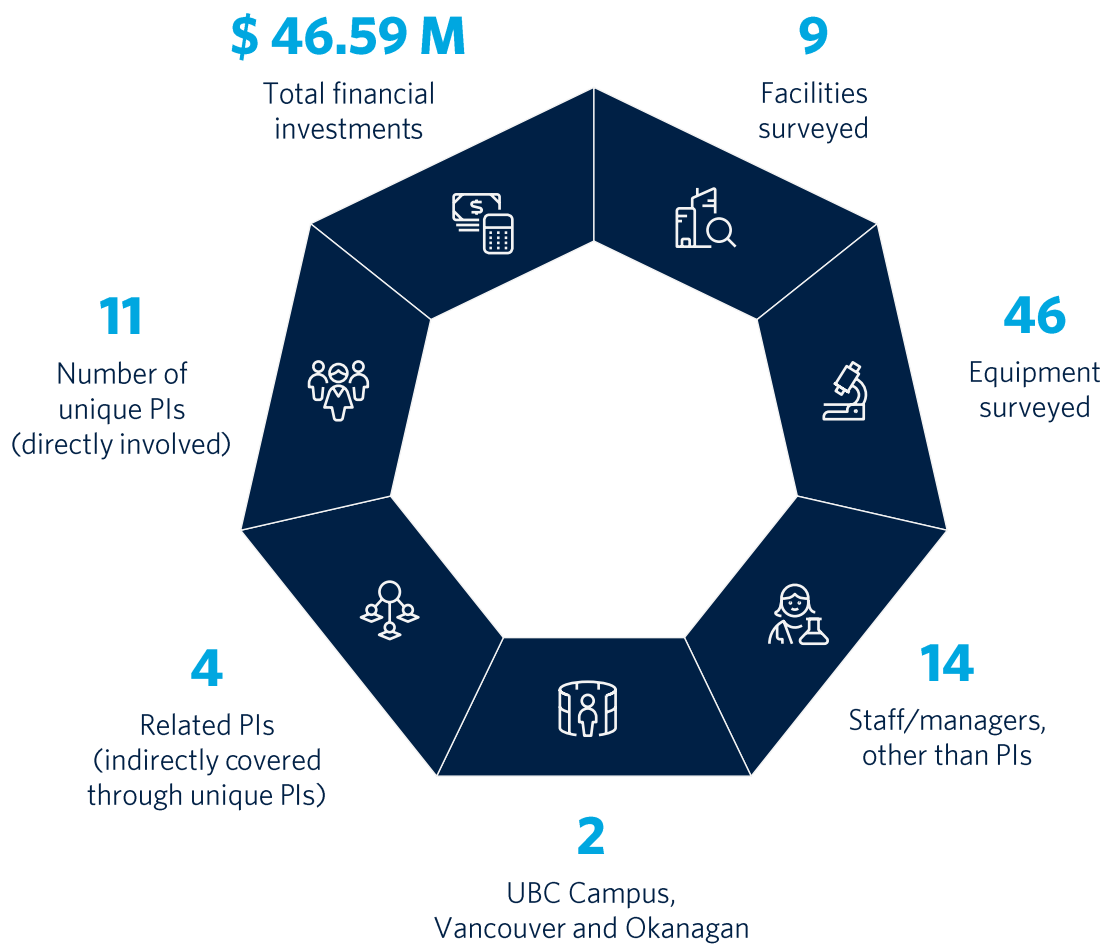 $ 46.59 M
Total financial
investments
9
Facilities
surveyed
46
Equipment
surveyed
14
Staff/managers,
other than PIs
2
UBC Campus,
Vancouver and Okanagan
4
Related PIs
(indirectly covered
through unique PIs)
11
Number of
unique PIs
(directly involved)
$